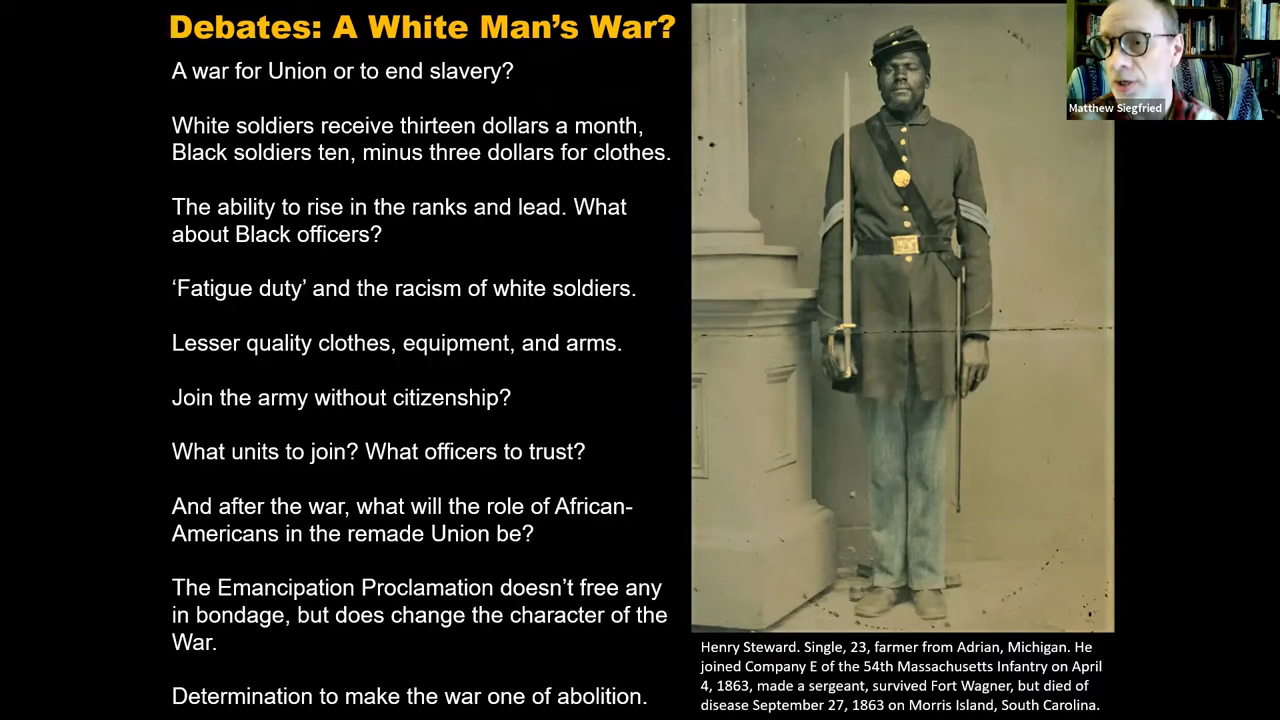 Debates: A White Man’s War?
A war for Union or to end slavery?
White soldiers receive thirteen dollars a month,
Black soldiers ten, minus three dollars for clothes.
The ability to rise in the ranks and lead. What
about Black officers?
‘Fatigue duty’ and the racism of white soldiers.
Lesser quality clothes, equipment, and arms.
Join the army without citizenship?
What units to join? What officers to trust?
And after the war, what will the role of African-
Americans in the remade Union be?
The Emancipation Proclamation doesn’t free any
in bondage, but does change the character of the
War.
Determination to make the war one of abolition.
Matthew Siegfried
Henry Steward. Single, 23, farmer from Adrian, Michigan. He
joined Company E of the 54th Massachusetts Infantry on April
4, 1863, made a sergeant, survived Fort Wagner, but died of
disease September 27, 1863 on Morris Island, South Carolina.